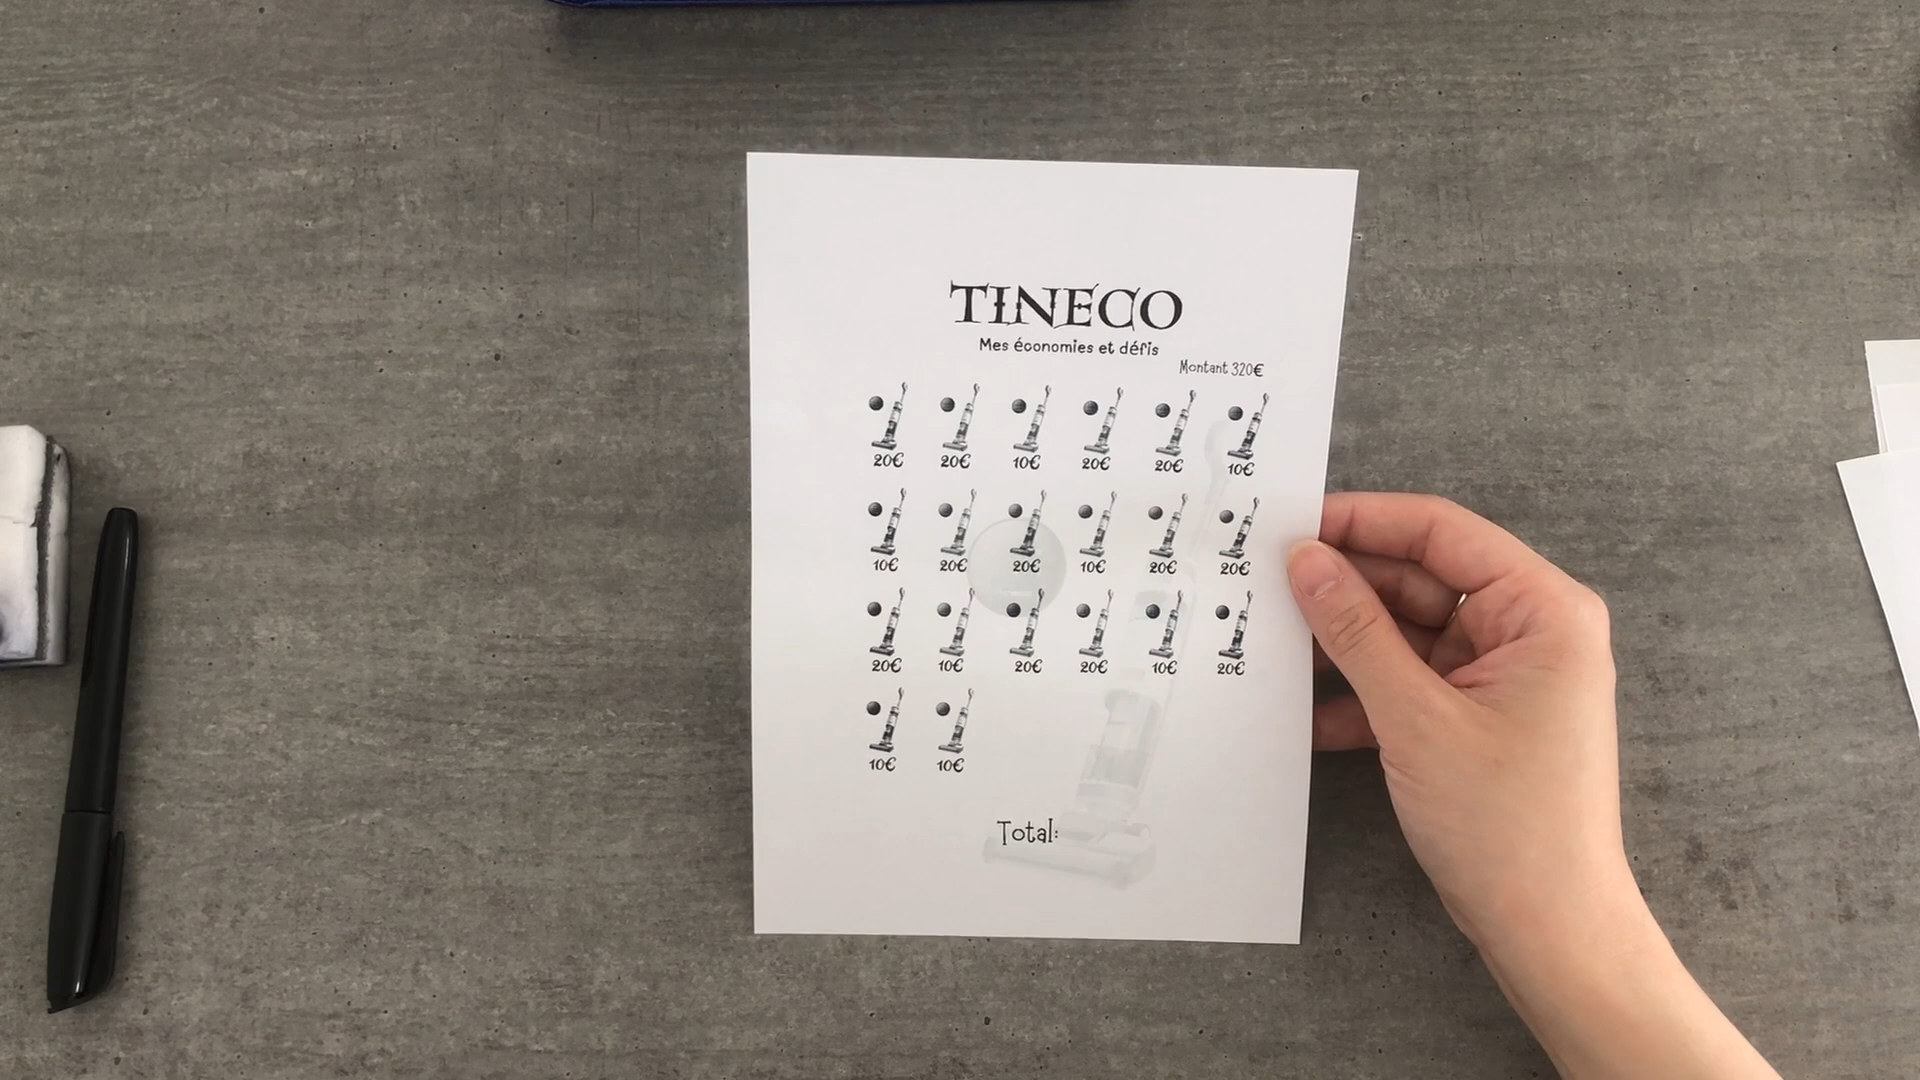 TINECO
Mes économies et défis
Montant 320€
20€ 20€ 10€ 20€ 20€ 10€
10€ 20€ 20€ 10€ 20€ 20€
20€ 10€ 20€ 20€ 10€ 20€
10€ 10€
Total: